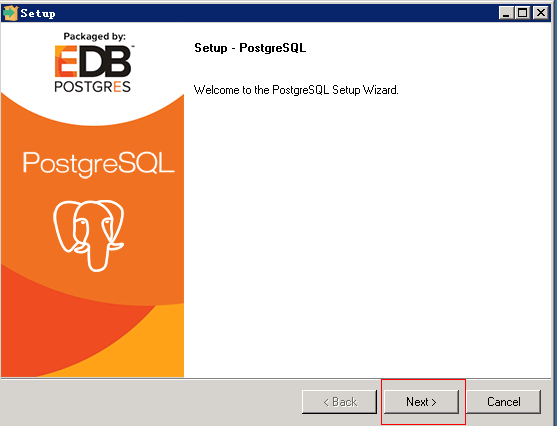 Setup
Packaged by:
EDB
POSTGRES
PostgreSQL
Setup - PostgreSQL
Welcome to the PostgreSQL Setup Wizard.
< Back
Next >
Cancel